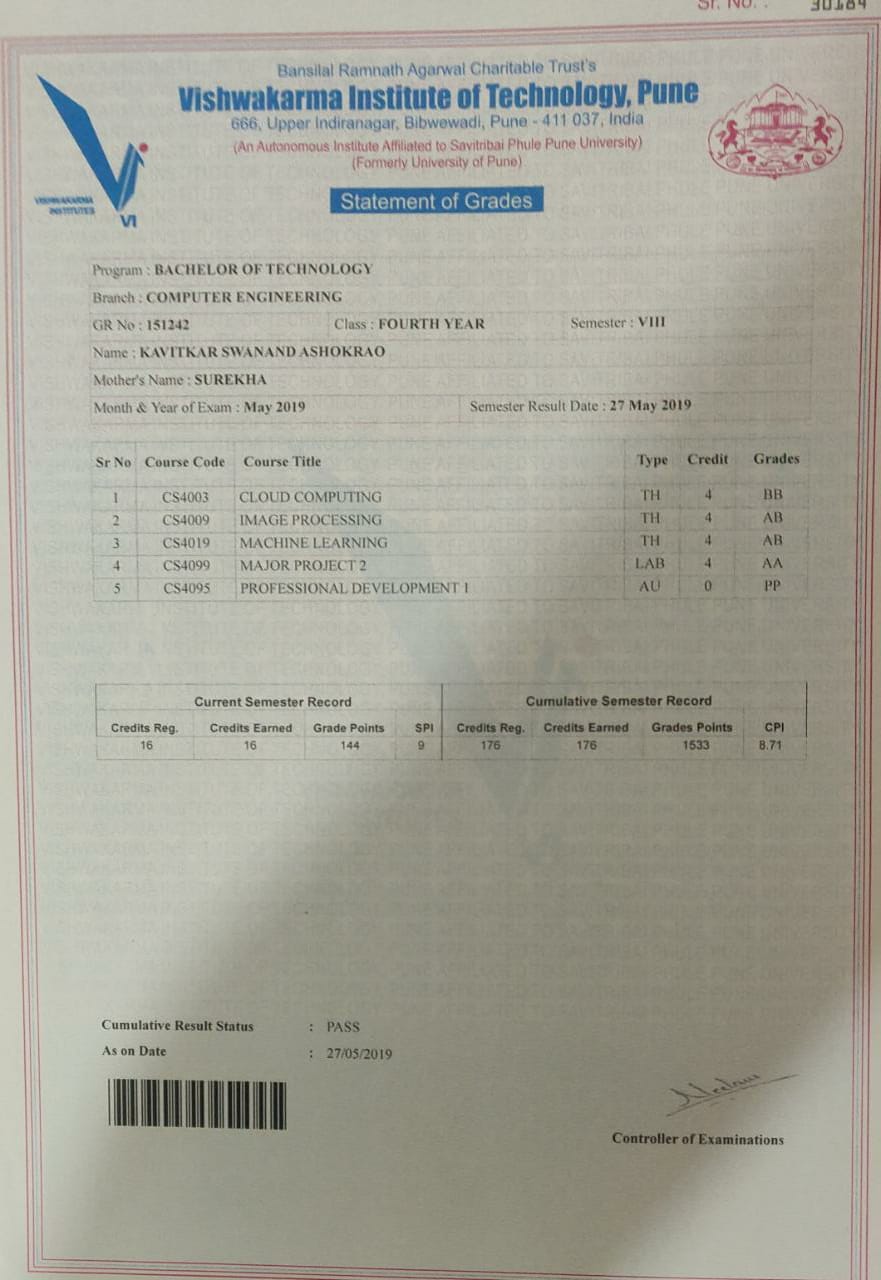 Sr. No. : 30184
Bansilal Ramnath Agarwal Charitable Trust's
Vishwakarma Institute of Technology, Pune
666, Upper Indiranagar, Bibwewadi, Pune - 411 037, India
(An Autonomous Institute Affiliated to Savitribai Phule Pune University)
(Formerly University of Pune)
VISHWAKARMA
INSTITUTES
VI
Statement of Grades
Program : BACHELOR OF TECHNOLOGY
Branch : COMPUTER ENGINEERING
GR No : 151242 Class : FOURTH YEAR Semester : VIII
Name : KAVITKAR SWANAND ASHOKRAO
Mother's Name : SUREKHA
Month & Year of Exam : May 2019 Semester Result Date : 27 May 2019
Sr No Course Code Course Title Type Credit Grades
1 CS4003 CLOUD COMPUTING TH 4 BB
2 CS4009 IMAGE PROCESSING TH 4 AB
3 CS4019 MACHINE LEARNING TH 4 AB
4 CS4099 MAJOR PROJECT 2 LAB 4 AA
5 CS4095 PROFESSIONAL DEVELOPMENT I AU 0 PP
Current Semester Record Cumulative Semester Record
Credits Reg. Credits Earned Grade Points SPI Credits Reg. Credits Earned Grades Points CPI
16 16 144 9 176 176 1533 8.71
Cumulative Result Status : PASS
As on Date : 27/05/2019
Controller of Examinations